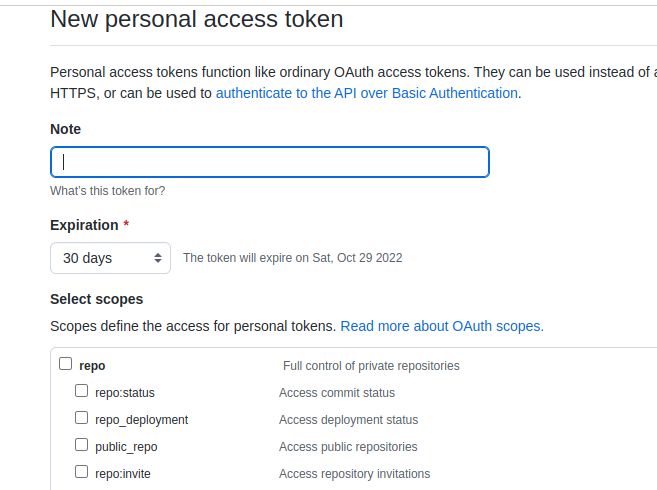 New personal access token
Personal access tokens function like ordinary OAuth access tokens. They can be used instead of a
HTTPS, or can be used to authenticate to the API over Basic Authentication.
Note
What's this token for?
Expiration *
30 days The token will expire on Sat, Oct 29 2022
Select scopes
Scopes define the access for personal tokens. Read more about OAuth scopes.
repo Full control of private repositories
repo:status Access commit status
repo_deployment Access deployment status
public_repo Access public repositories
repo:invite Access repository invitations